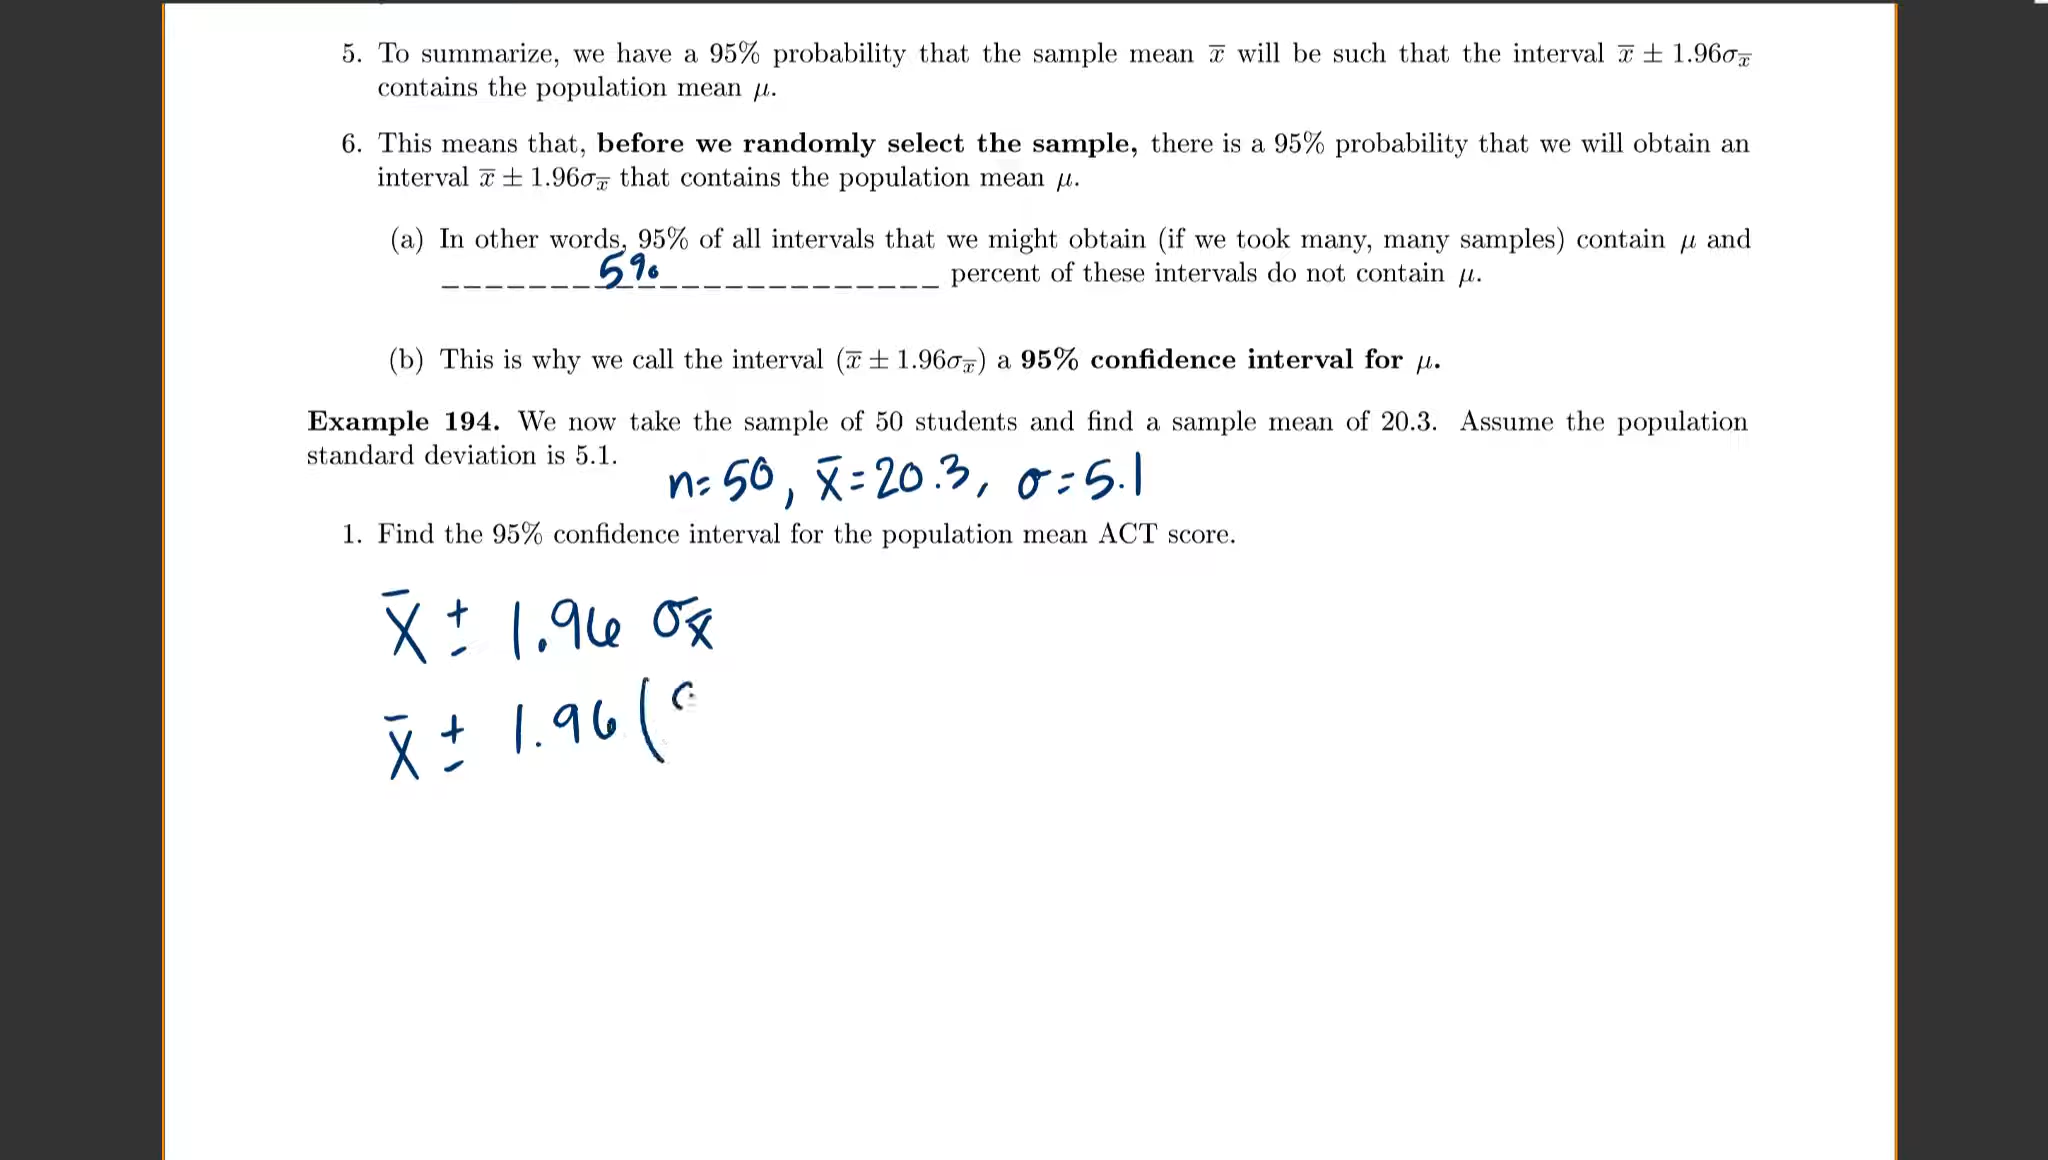 5. To summarize, we have a 95% probability that the sample mean x̅ will be such that the interval x̅ ± 1.96σx̅
contains the population mean μ.
6. This means that, before we randomly select the sample, there is a 95% probability that we will obtain an
interval x̅ ± 1.96σx̅ that contains the population mean μ.
(a) In other words, 95% of all intervals that we might obtain (if we took many, many samples) contain μ and
5% percent of these intervals do not contain μ.
(b) This is why we call the interval (x̅ ± 1.96σx̅) a 95% confidence interval for μ.
Example 194. We now take the sample of 50 students and find a sample mean of 20.3. Assume the population
standard deviation is 5.1.
n=50, x̅=20.3, σ=5.1
1. Find the 95% confidence interval for the population mean ACT score.
x̅ ± 1.96 σx̅
x̅ ± 1.96 (